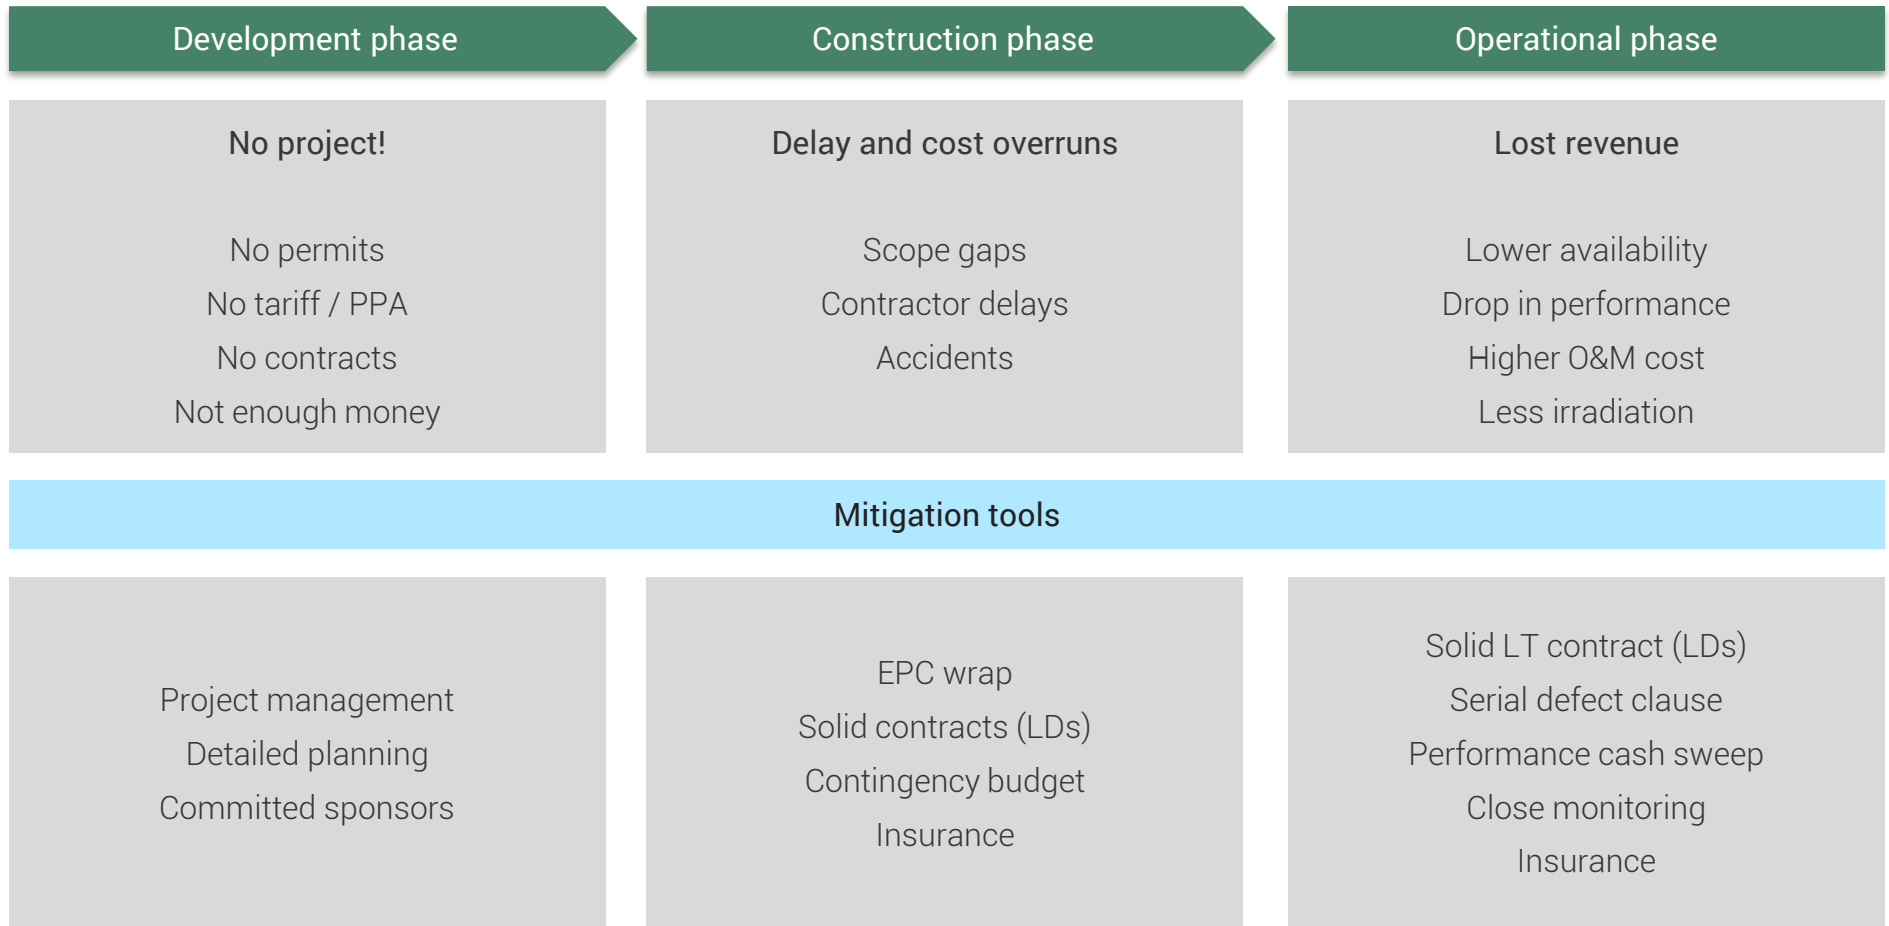 Development phase
Construction phase
Operational phase
No project!
No permits
No tariff / PPA
No contracts
Not enough money
Delay and cost overruns
Scope gaps
Contractor delays
Accidents
Lost revenue
Lower availability
Drop in performance
Higher O&M cost
Less irradiation
Mitigation tools
Project management
Detailed planning
Committed sponsors
EPC wrap
Solid contracts (LDs)
Contingency budget
Insurance
Solid LT contract (LDs)
Serial defect clause
Performance cash sweep
Close monitoring
Insurance